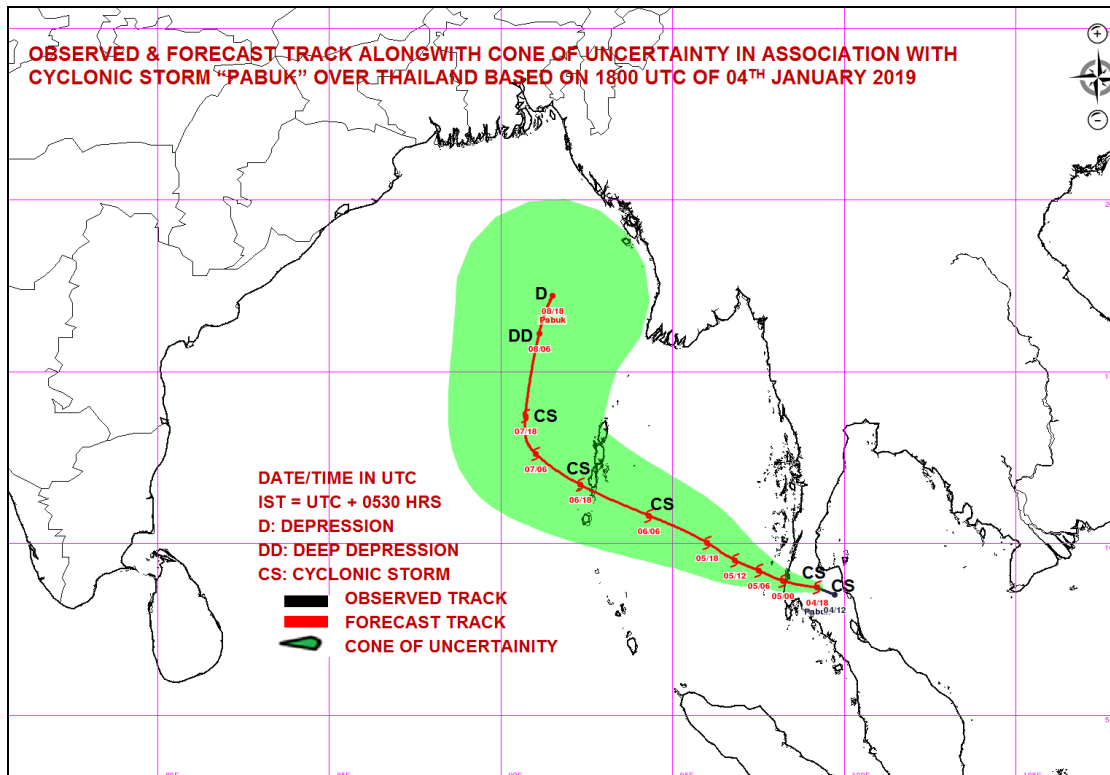 OBSERVED & FORECAST TRACK ALONGWITH CONE OF UNCERTAINTY IN ASSOCIATION WITH
CYCLONIC STORM “PABUK” OVER THAILAND BASED ON 1800 UTC OF 04TH JANUARY 2019
D
08/18
Pabuk
DD
08/06
CS
07/18
07/06
CS
06/18
CS
06/06
05/18
05/12
05/06
05/00
CS
04/18
CS
04/12
DATE/TIME IN UTC
IST = UTC + 0530 HRS
D: DEPRESSION
DD: DEEP DEPRESSION
CS: CYCLONIC STORM
OBSERVED TRACK
FORECAST TRACK
CONE OF UNCERTAINITY